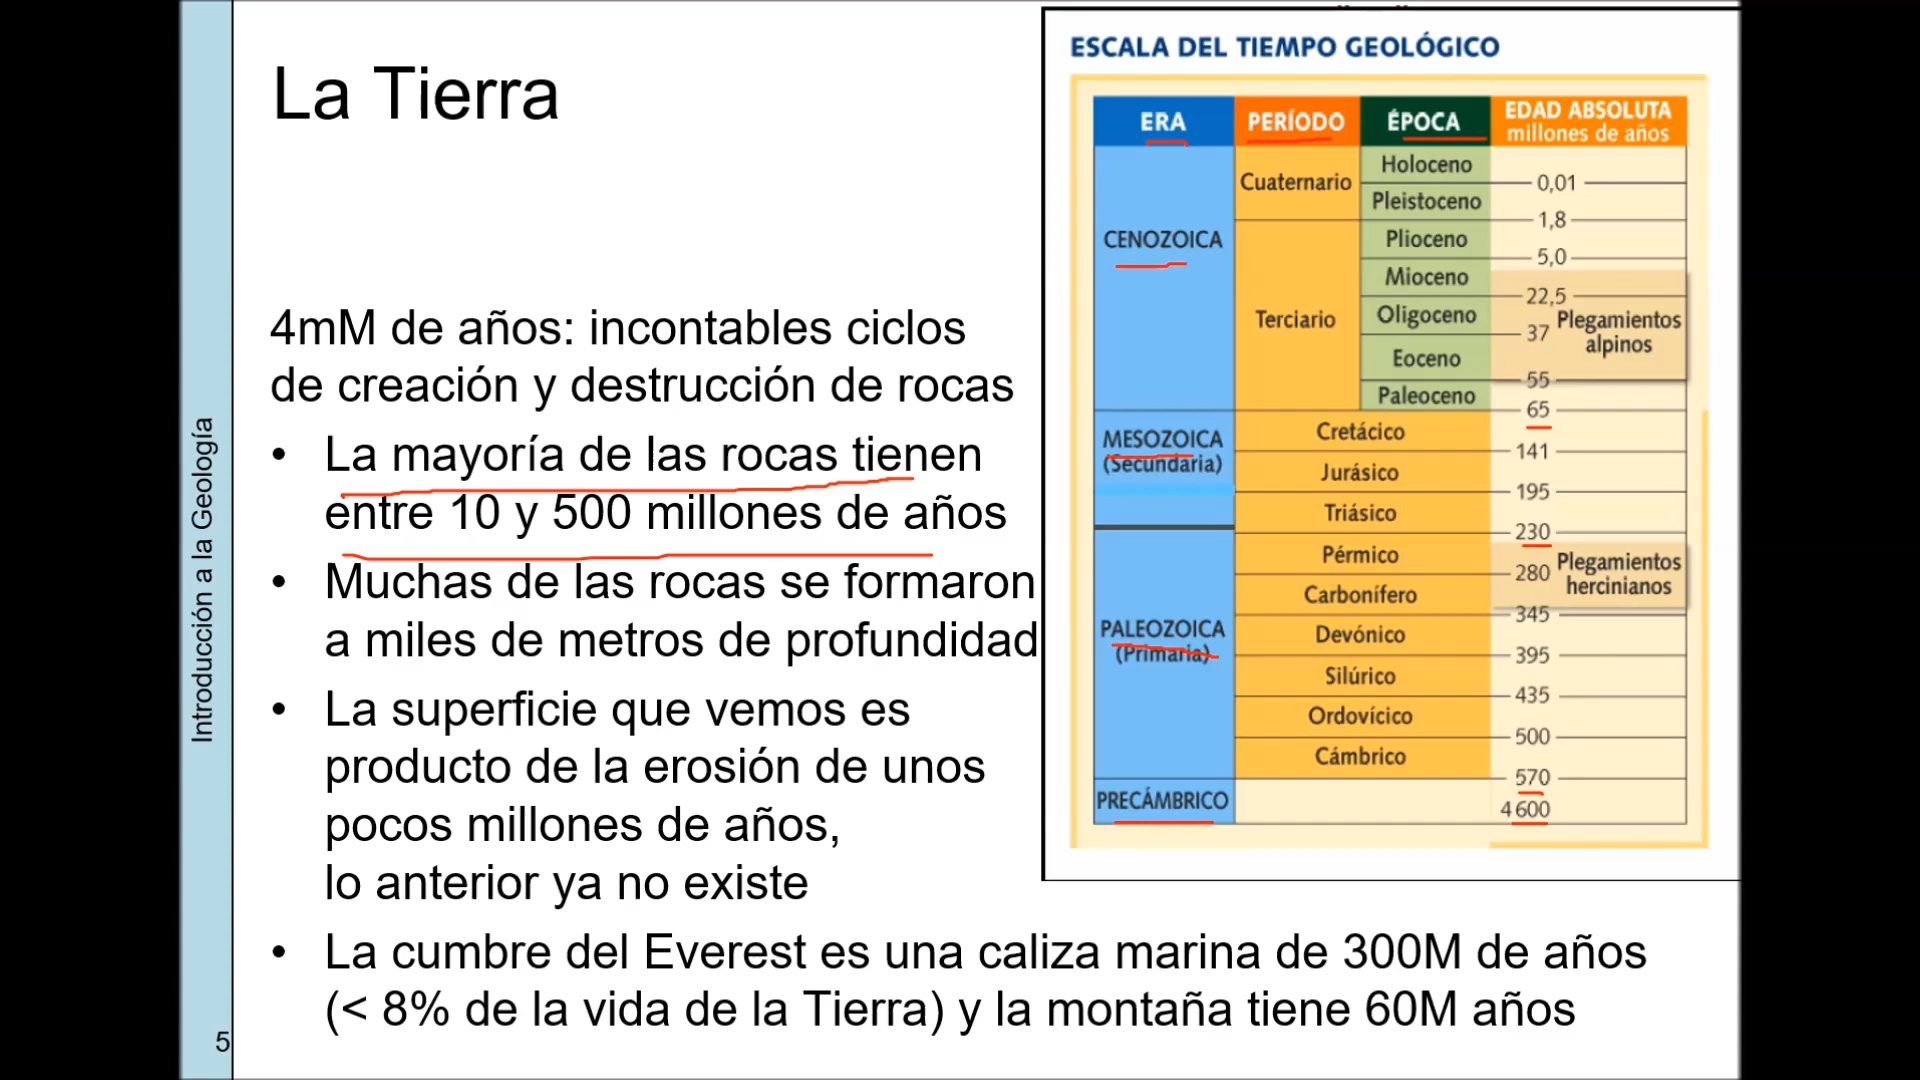 La Tierra
4mM de años: incontables ciclos
de creación y destrucción de rocas
• La mayoría de las rocas tienen
entre 10 y 500 millones de años
• Muchas de las rocas se formaron
a miles de metros de profundidad
• La superficie que vemos es
producto de la erosión de unos
pocos millones de años,
lo anterior ya no existe
• La cumbre del Everest es una caliza marina de 300M de años
(< 8% de la vida de la Tierra) y la montaña tiene 60M años
Introducción a la Geología
5
ESCALA DEL TIEMPO GEOLÓGICO
ERA PERÍODO ÉPOCA EDAD ABSOLUTA
millones de años
CENOZOICA
Cuaternario
Holoceno
0,01
Pleistoceno
1,8
Terciario
Plioceno
5,0
Mioceno
22,5
Oligoceno
37
Plegamientos
alpinos
Eoceno
55
Paleoceno
65
MESOZOICA
(Secundaria)
Cretácico
141
Jurásico
195
Triásico
230
PALEOZOICA
(Primaria)
Pérmico
280
Plegamientos
hercinianos
Carbonífero
345
Devónico
395
Silúrico
435
Ordovícico
500
Cámbrico
570
PRECÁMBRICO
4 600